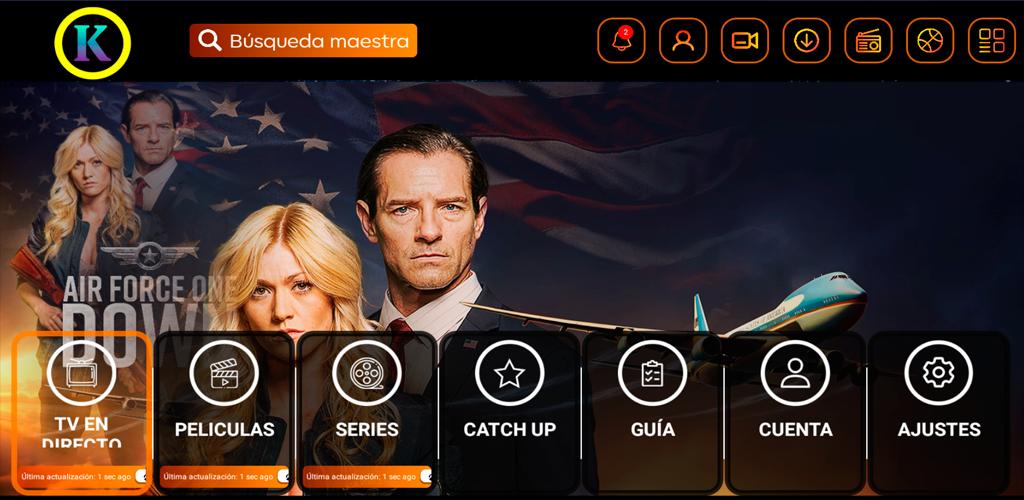 K
Búsqueda maestra
2
AIR FORCE ONE
DOWN
TV EN
DIRECTO
PELICULAS
SERIES
CATCH UP
GUÍA
CUENTA
AJUSTES
Última actualización: 1 sec ago
Última actualización: 1 sec ago
Última actualización: 1 sec ago